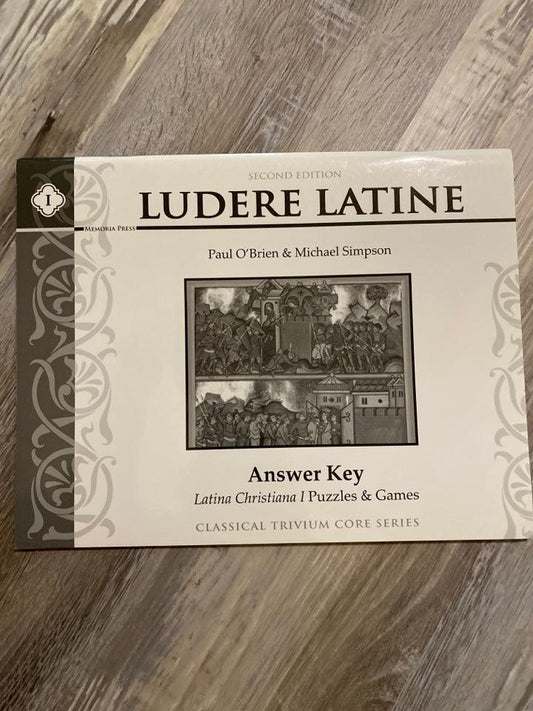 SECOND EDITION
I
LUDERE LATINE
MEMORIA PRESS
Paul O'Brien & Michael Simpson
Answer Key
Latina Christiana I Puzzles & Games
CLASSICAL TRIVIUM CORE SERIES